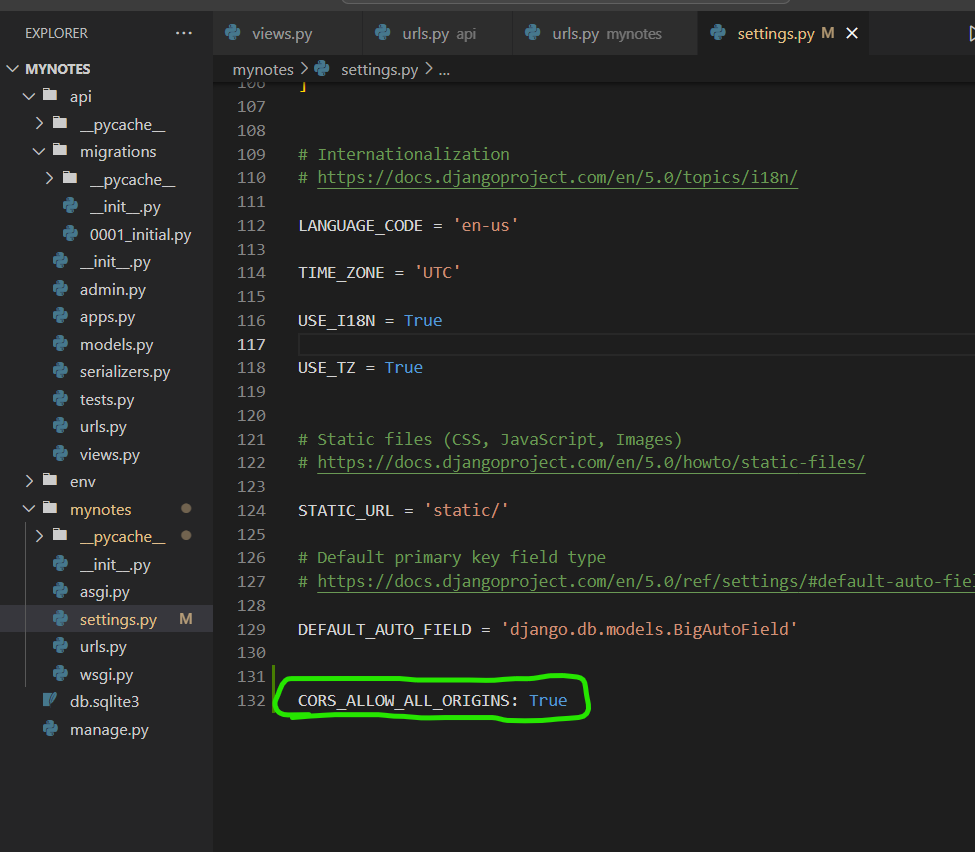 EXPLORER ...
views.py
urls.py api
urls.py mynotes
settings.py M
MYNOTES
mynotes > settings.py > ...
api
__pycache__
migrations
__pycache__
__init__.py
0001_initial.py
__init__.py
admin.py
apps.py
models.py
serializers.py
tests.py
urls.py
views.py
env
mynotes
__pycache__
__init__.py
asgi.py
settings.py M
urls.py
wsgi.py
db.sqlite3
manage.py
106 ]
107
108
109 # Internationalization
110 # https://docs.djangoproject.com/en/5.0/topics/i18n/
111
112 LANGUAGE_CODE = 'en-us'
113
114 TIME_ZONE = 'UTC'
115
116 USE_I18N = True
117
118 USE_TZ = True
119
120
121 # Static files (CSS, JavaScript, Images)
122 # https://docs.djangoproject.com/en/5.0/howto/static-files/
123
124 STATIC_URL = 'static/'
125
126 # Default primary key field type
127 # https://docs.djangoproject.com/en/5.0/ref/settings/#default-auto-fiel
128
129 DEFAULT_AUTO_FIELD = 'django.db.models.BigAutoField'
130
131
132 CORS_ALLOW_ALL_ORIGINS: True